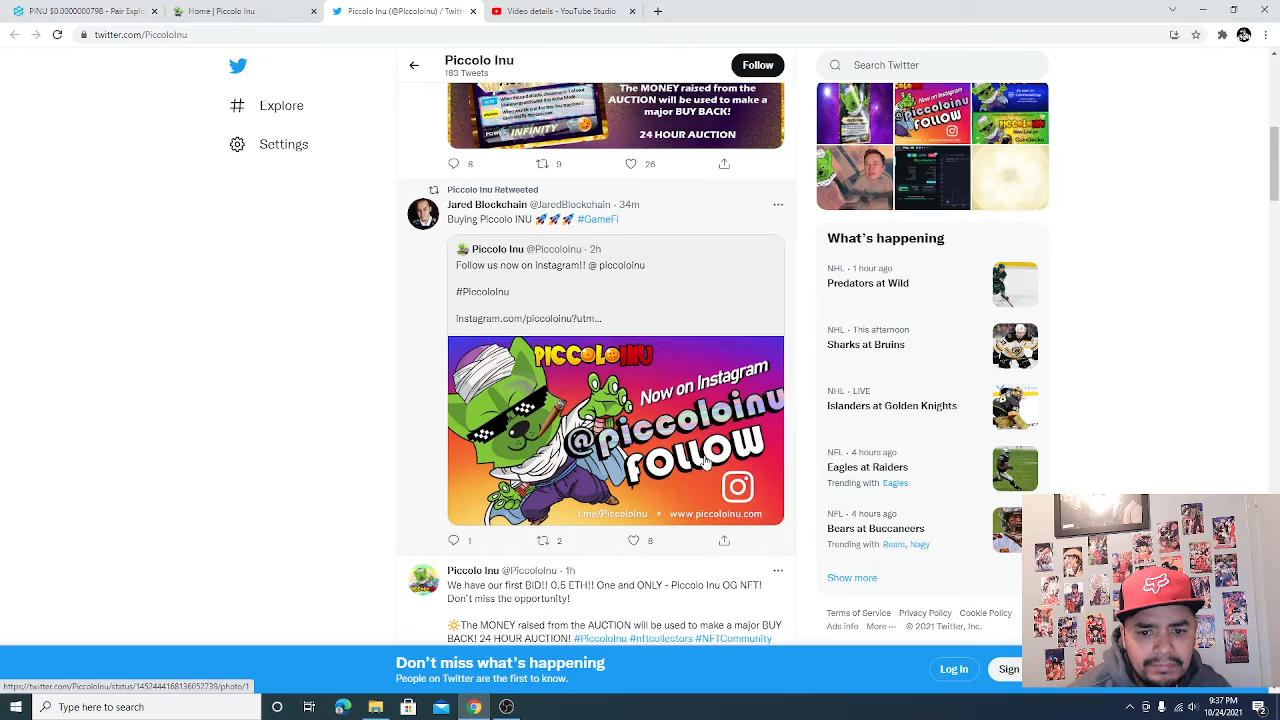 PINU $0.0000000798 - Pair Explo
Home | Piccolo Inu
Piccolo Inu (@PiccoloInu) / Twitt
Video details - YouTube Studio
twitter.com/PiccoloInu
Piccolo Inu
183 Tweets
Follow
Search Twitter
Explore
Settings
The MONEY raised from the
AUCTION will be used to make a
major BUY BACK!
24 HOUR AUCTION
INFINITY
8
9
Piccolo Inu Retweeted
Jared Blockchain @JaredBlockchain · 34m
Buying Piccolo INU 🚀🚀🚀 #GameFi
Piccolo Inu @PiccoloInu · 2h
Follow us now on instagram!! @ piccoloinu
#PiccoloInu
instagram.com/piccoloinu?utm...
PICCOLOINU
Now on Instagram
@piccoloinu
FOLLOW
t.me/PiccoloInu × www.piccoloinu.com
1
2
8
Piccolo Inu @PiccoloInu · 1h
We have our first BID!! 0,5 ETH!! One and ONLY - Piccolo Inu OG NFT!
Don't miss the opportunity!
🔆The MONEY raised from the AUCTION will be used to make a major BUY
BACK! 24 HOUR AUCTION! #PiccoloInu #nftcollectors #NFTCommunity
Now on Instagram
@piccoloinu
FOLLOW
PICCOLOINU
CoinGecko
What's happening
NHL · 1 hour ago
Predators at Wild
NHL · This afternoon
Sharks at Bruins
NHL · LIVE
Islanders at Golden Knights
NFL · 4 hours ago
Eagles at Raiders
Trending with Eagles
NFL · 4 hours ago
Bears at Buccaneers
Trending with Bears, Nagy
Show more
Terms of Service Privacy Policy Cookie Policy
Ads info More ··· © 2021 Twitter, Inc.
Don't miss what's happening
People on Twitter are the first to know.
Log in
Sign
https://twitter.com/PiccoloInu/status/1452444168136052739/photo/1
Type here to search
9:37 PM
10/24/2021